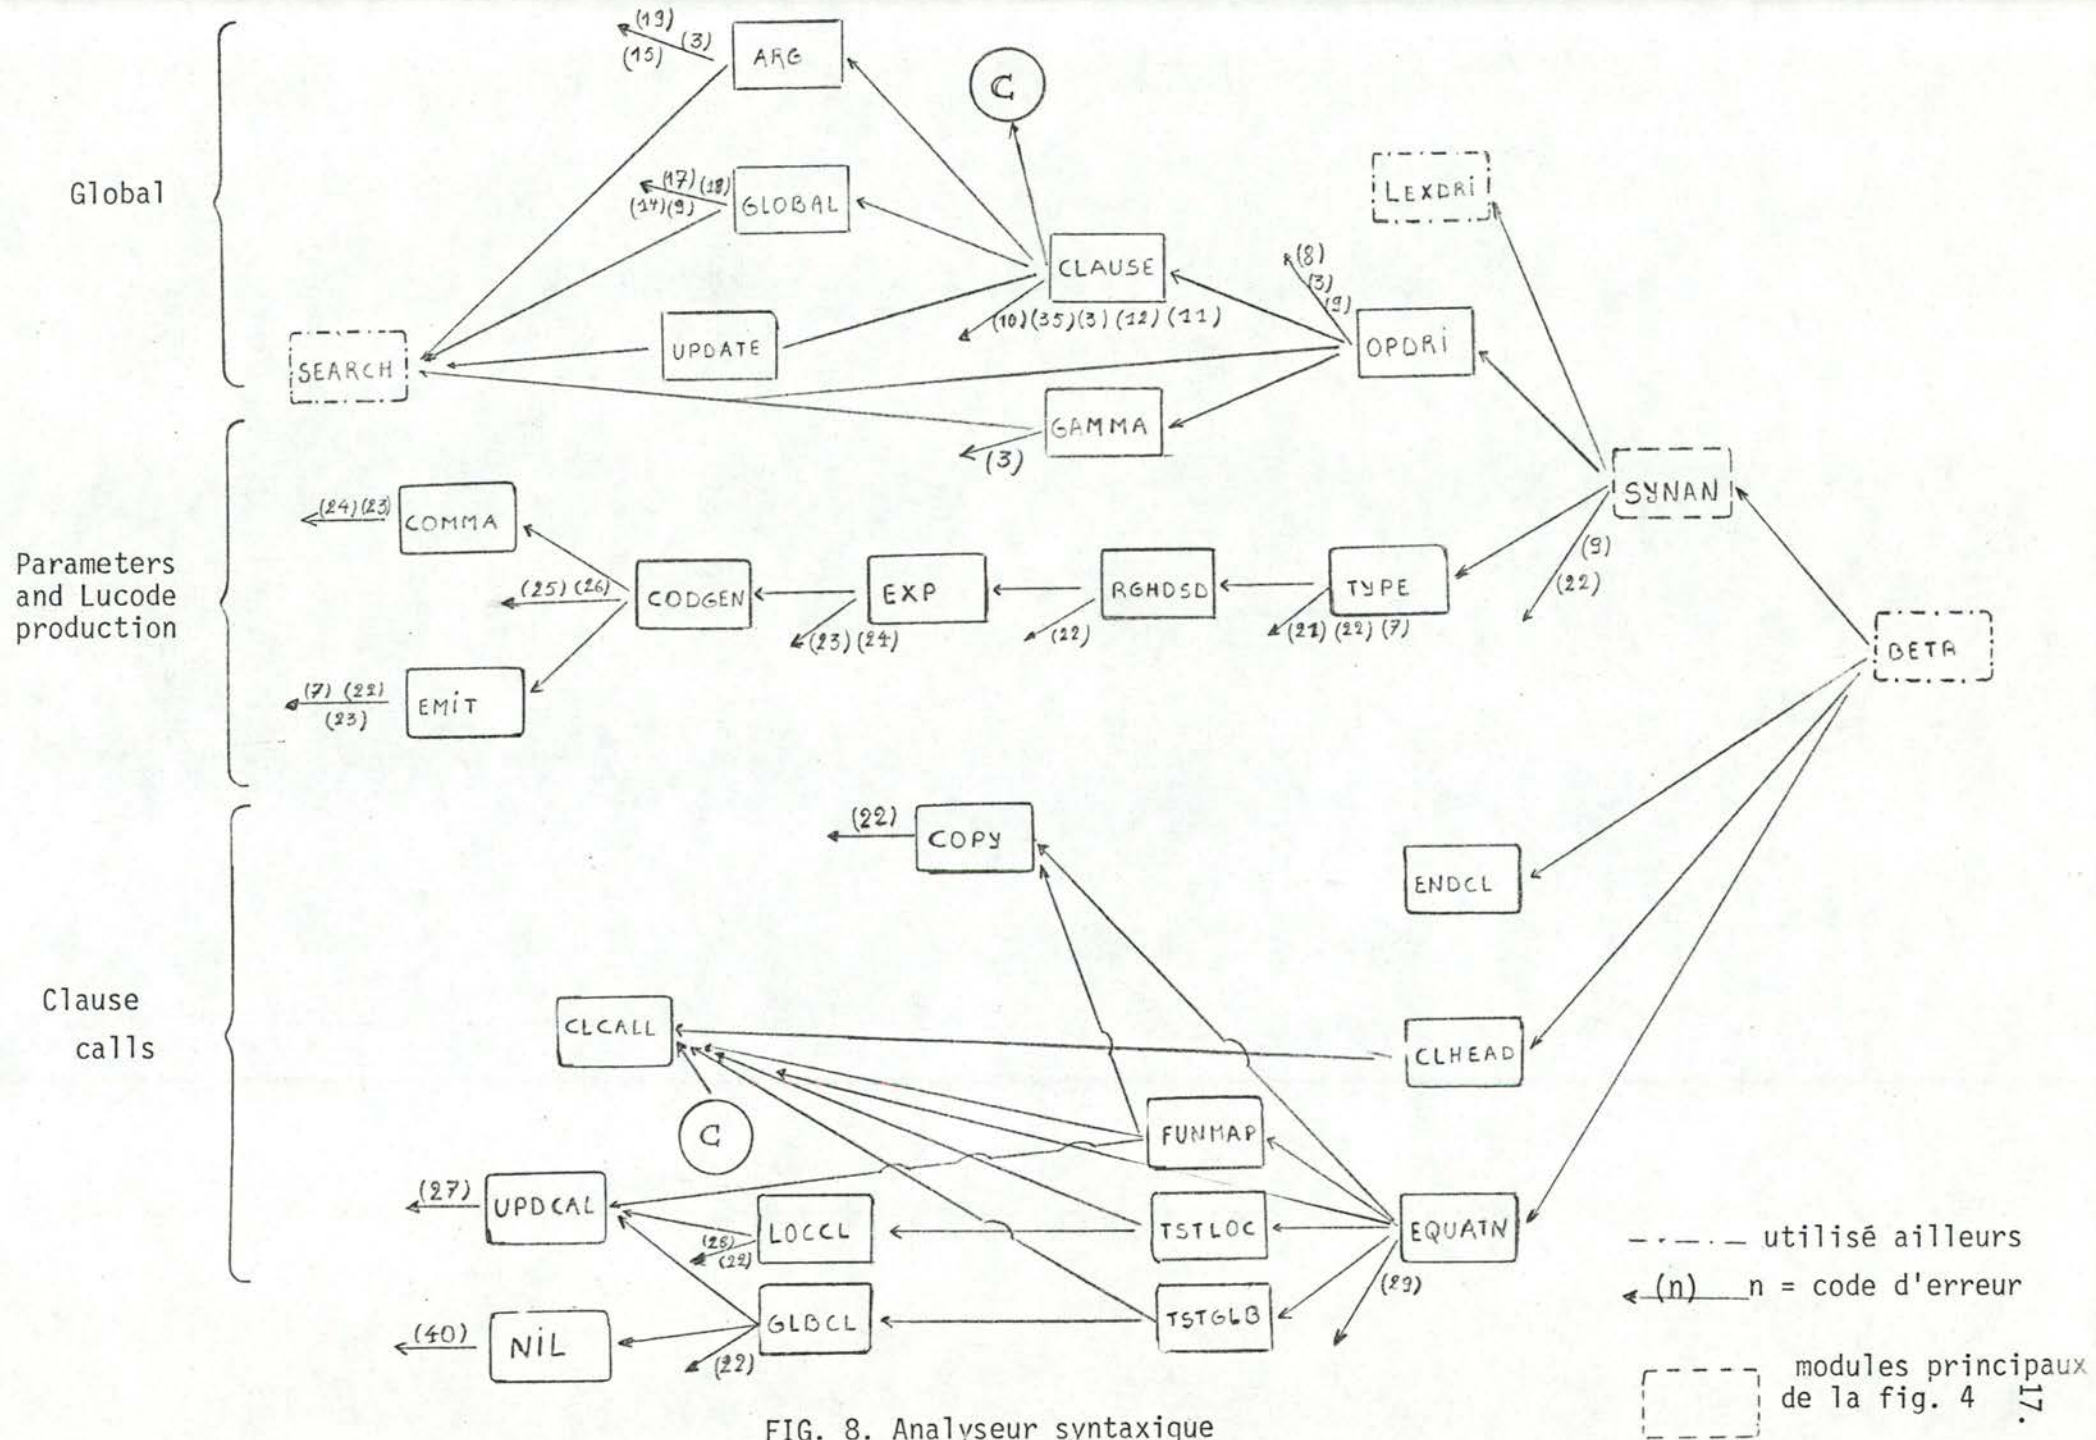 Global
(19)
(3)
(15)
ARG
C
(17) (18)
(14) (9)
GLOBAL
LEXDRi
CLAUSE
(8)
(3)
(9)
(10) (35) (3) (12) (11)
SEARCH
UPDATE
OPDRi
GAMMA
(3)
SYNAN
(9)
(22)
Parameters
and Lucode
production
(24) (23)
COMMA
(25) (26)
CODGEN
EXP
(23) (24)
RGHDSD
(22)
TYPE
(21) (22) (7)
BETA
(7) (22)
(23)
EMiT
Clause
calls
(22)
COPY
ENDCL
CLCALL
CLHEAD
C
FUNMAP
(27)
UPDCAL
LOCCL
(22)
TSTLOC
EQUATN
(29)
(40)
NiL
GLBCL
(22)
TSTGLB
utilisé ailleurs
(n) n = code d'erreur
modules principaux
de la fig. 4
17.
FIG. 8. Analyseur syntaxique